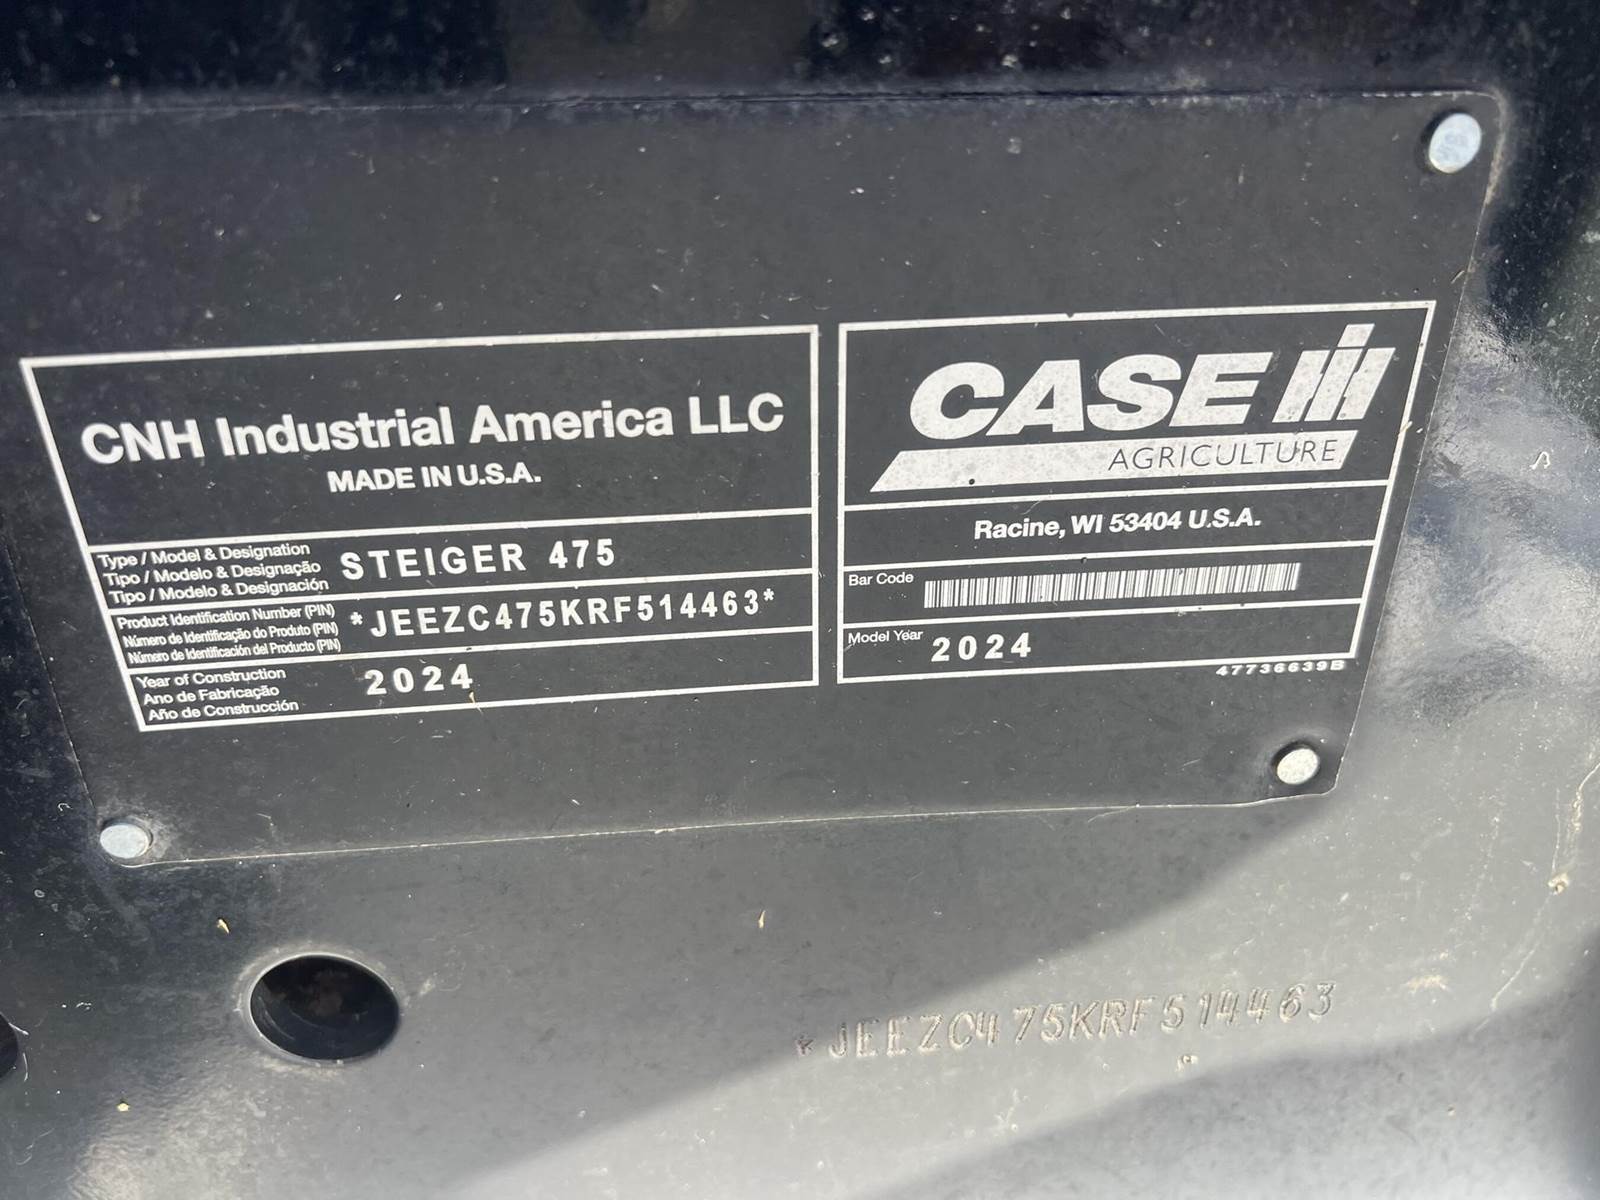 CNH Industrial America LLC
MADE IN U.S.A.
Type / Model & Designation
Tipo / Modelo & Designação
Tipo / Modelo & Designación
STEIGER 475
Product Identification Number (PIN)
Número de Identificação do Produto (PIN)
Número de Identificación del Producto (PIN)
*JEEZC475KRF514463*
Year of Construction
Ano de Fabricação
Año de Construcción
2024
CASE IH
AGRICULTURE
Racine, WI 53404 U.S.A.
Bar Code
Model Year
2024
47736639B
*JEEZC475KRF514463